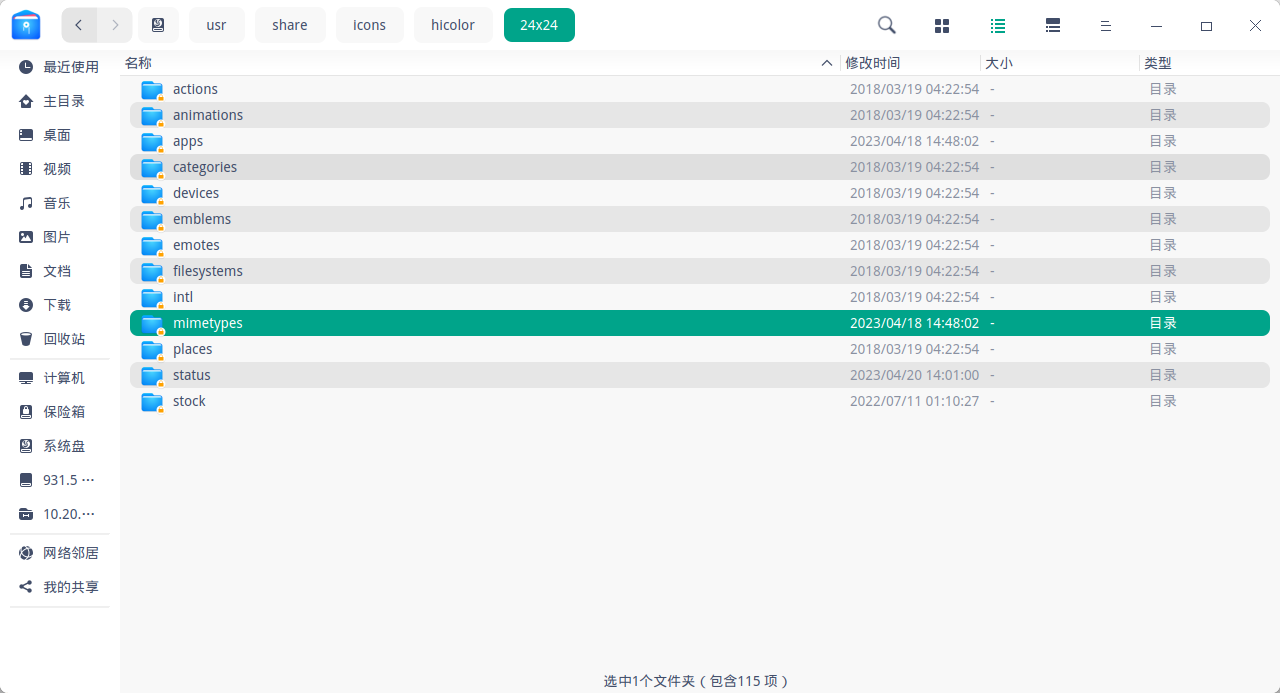 usr share icons hicolor 24x24
最近使用
主目录
桌面
视频
音乐
图片
文档
下载
回收站
计算机
保险箱
系统盘
931.5 ···
10.20.···
网络邻居
我的共享
名称 修改时间 大小 类型
actions 2018/03/19 04:22:54 - 目录
animations 2018/03/19 04:22:54 - 目录
apps 2023/04/18 14:48:02 - 目录
categories 2018/03/19 04:22:54 - 目录
devices 2018/03/19 04:22:54 - 目录
emblems 2018/03/19 04:22:54 - 目录
emotes 2018/03/19 04:22:54 - 目录
filesystems 2018/03/19 04:22:54 - 目录
intl 2018/03/19 04:22:54 - 目录
mimetypes 2023/04/18 14:48:02 - 目录
places 2018/03/19 04:22:54 - 目录
status 2023/04/20 14:01:00 - 目录
stock 2022/07/11 01:10:27 - 目录
选中1个文件夹 ( 包含115 项 )